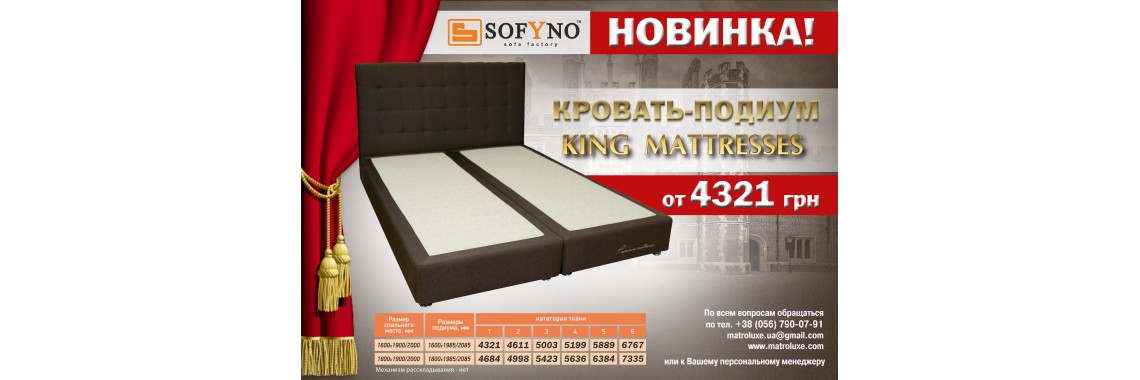 SOFYNO™
sofa factory
НОВИНКА!
КРОВАТЬ-ПОДИУМ
KING MATTRESSES
от 4321 грн
Размер спального места, мм
Размеры подиума, мм
категория ткани
1 2 3 4 5 6
1600х1900/2000 1600х1985/2085 4321 4611 5003 5199 5889 6767
1800х1900/2000 1800х1985/2085 4684 4998 5423 5636 6384 7335
Механизм расскладывания - нет
По всем вопросам обращаться
по тел. +38 (056) 790-07-91
matroluxe.ua@gmail.com
www.matroluxe.com
или к Вашему персональному менеджеру